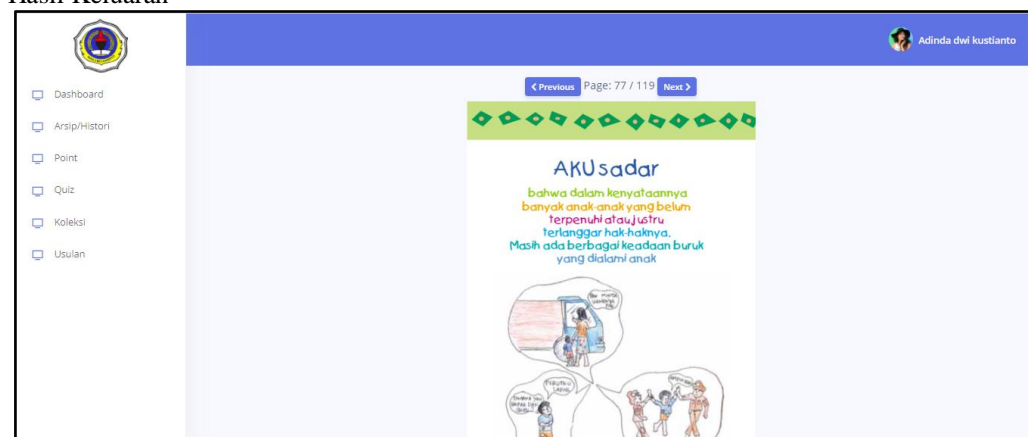 Hasil Keluaran
Adinda dwi kustianto
Dashboard
Arsip/Histori
Point
Quiz
Koleksi
Usulan
Previous Page: 77 / 119 Next
AKU sadar
bahwa dalam kenyataannya
banyak anak-anak yang belum
terpenuhi atau justru
terlanggar hak-haknya.
Masih ada berbagai keadaan buruk
yang dialami anak